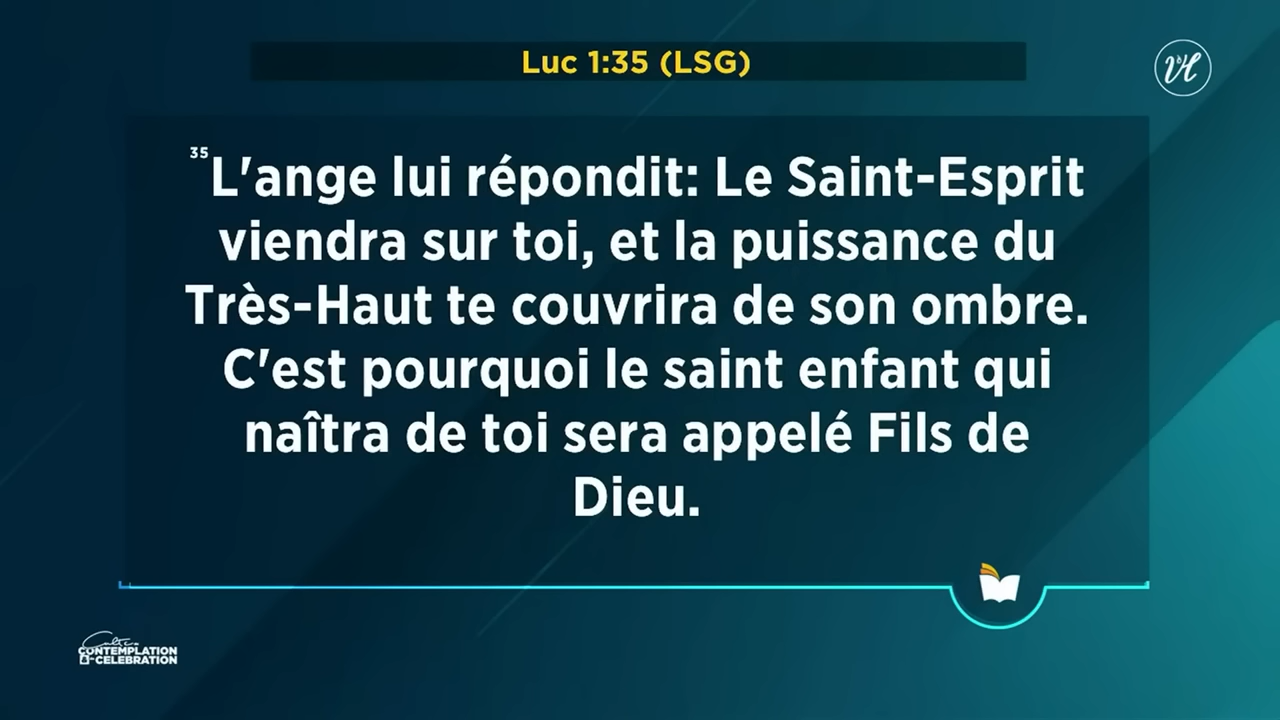 Luc 1:35 (LSG)
35 L'ange lui répondit: Le Saint-Esprit
viendra sur toi, et la puissance du
Très-Haut te couvrira de son ombre.
C'est pourquoi le saint enfant qui
naîtra de toi sera appelé Fils de
Dieu.
Culte
CONTEMPLATION
CELEBRATION